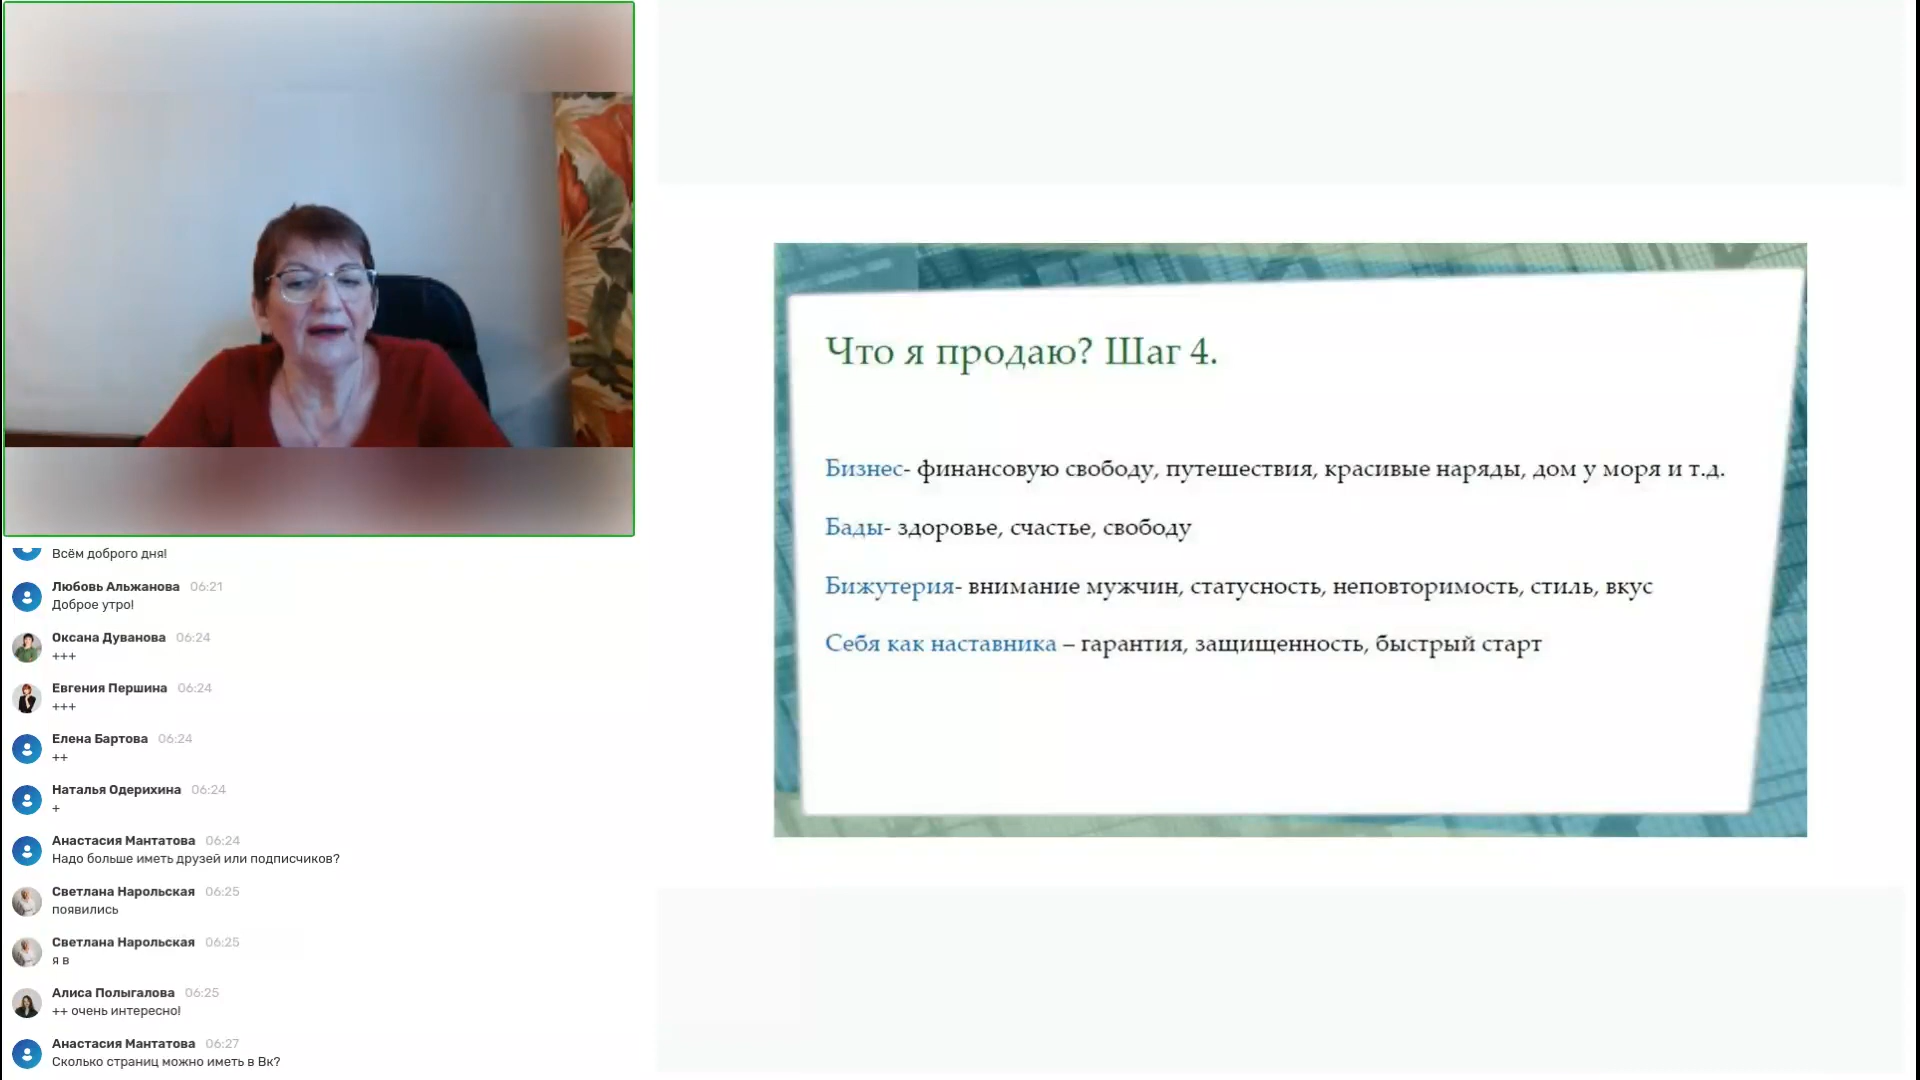 Всём доброго дня!
Любовь Альжанова 06:21
Доброе утро!
Оксана Дуванова 06:24
+++
Евгения Першина 06:24
+++
Елена Бартова 06:24
++
Наталья Одерихина 06:24
+
Анастасия Мантатова 06:24
Надо больше иметь друзей или подписчиков?
Светлана Нарольская 06:25
появились
Светлана Нарольская 06:25
я в
Алиса Полыгалова 06:25
++ очень интересно!
Анастасия Мантатова 06:27
Сколько страниц можно иметь в Вк?
Что я продаю? Шаг 4.
Бизнес- финансовую свободу, путешествия, красивые наряды, дом у моря и т.д.
Бады- здоровье, счастье, свободу
Бижутерия- внимание мужчин, статусность, неповторимость, стиль, вкус
Себя как наставника – гарантия, защищенность, быстрый старт